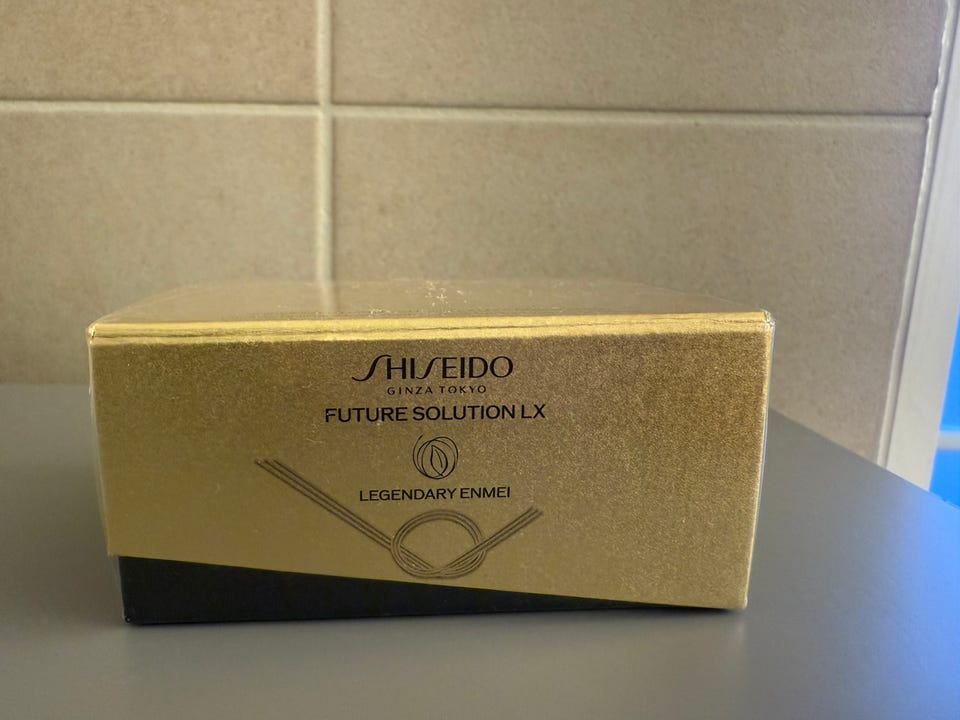 SHISEIDO
GINZA TOKYO
FUTURE SOLUTION LX
LEGENDARY ENMEI